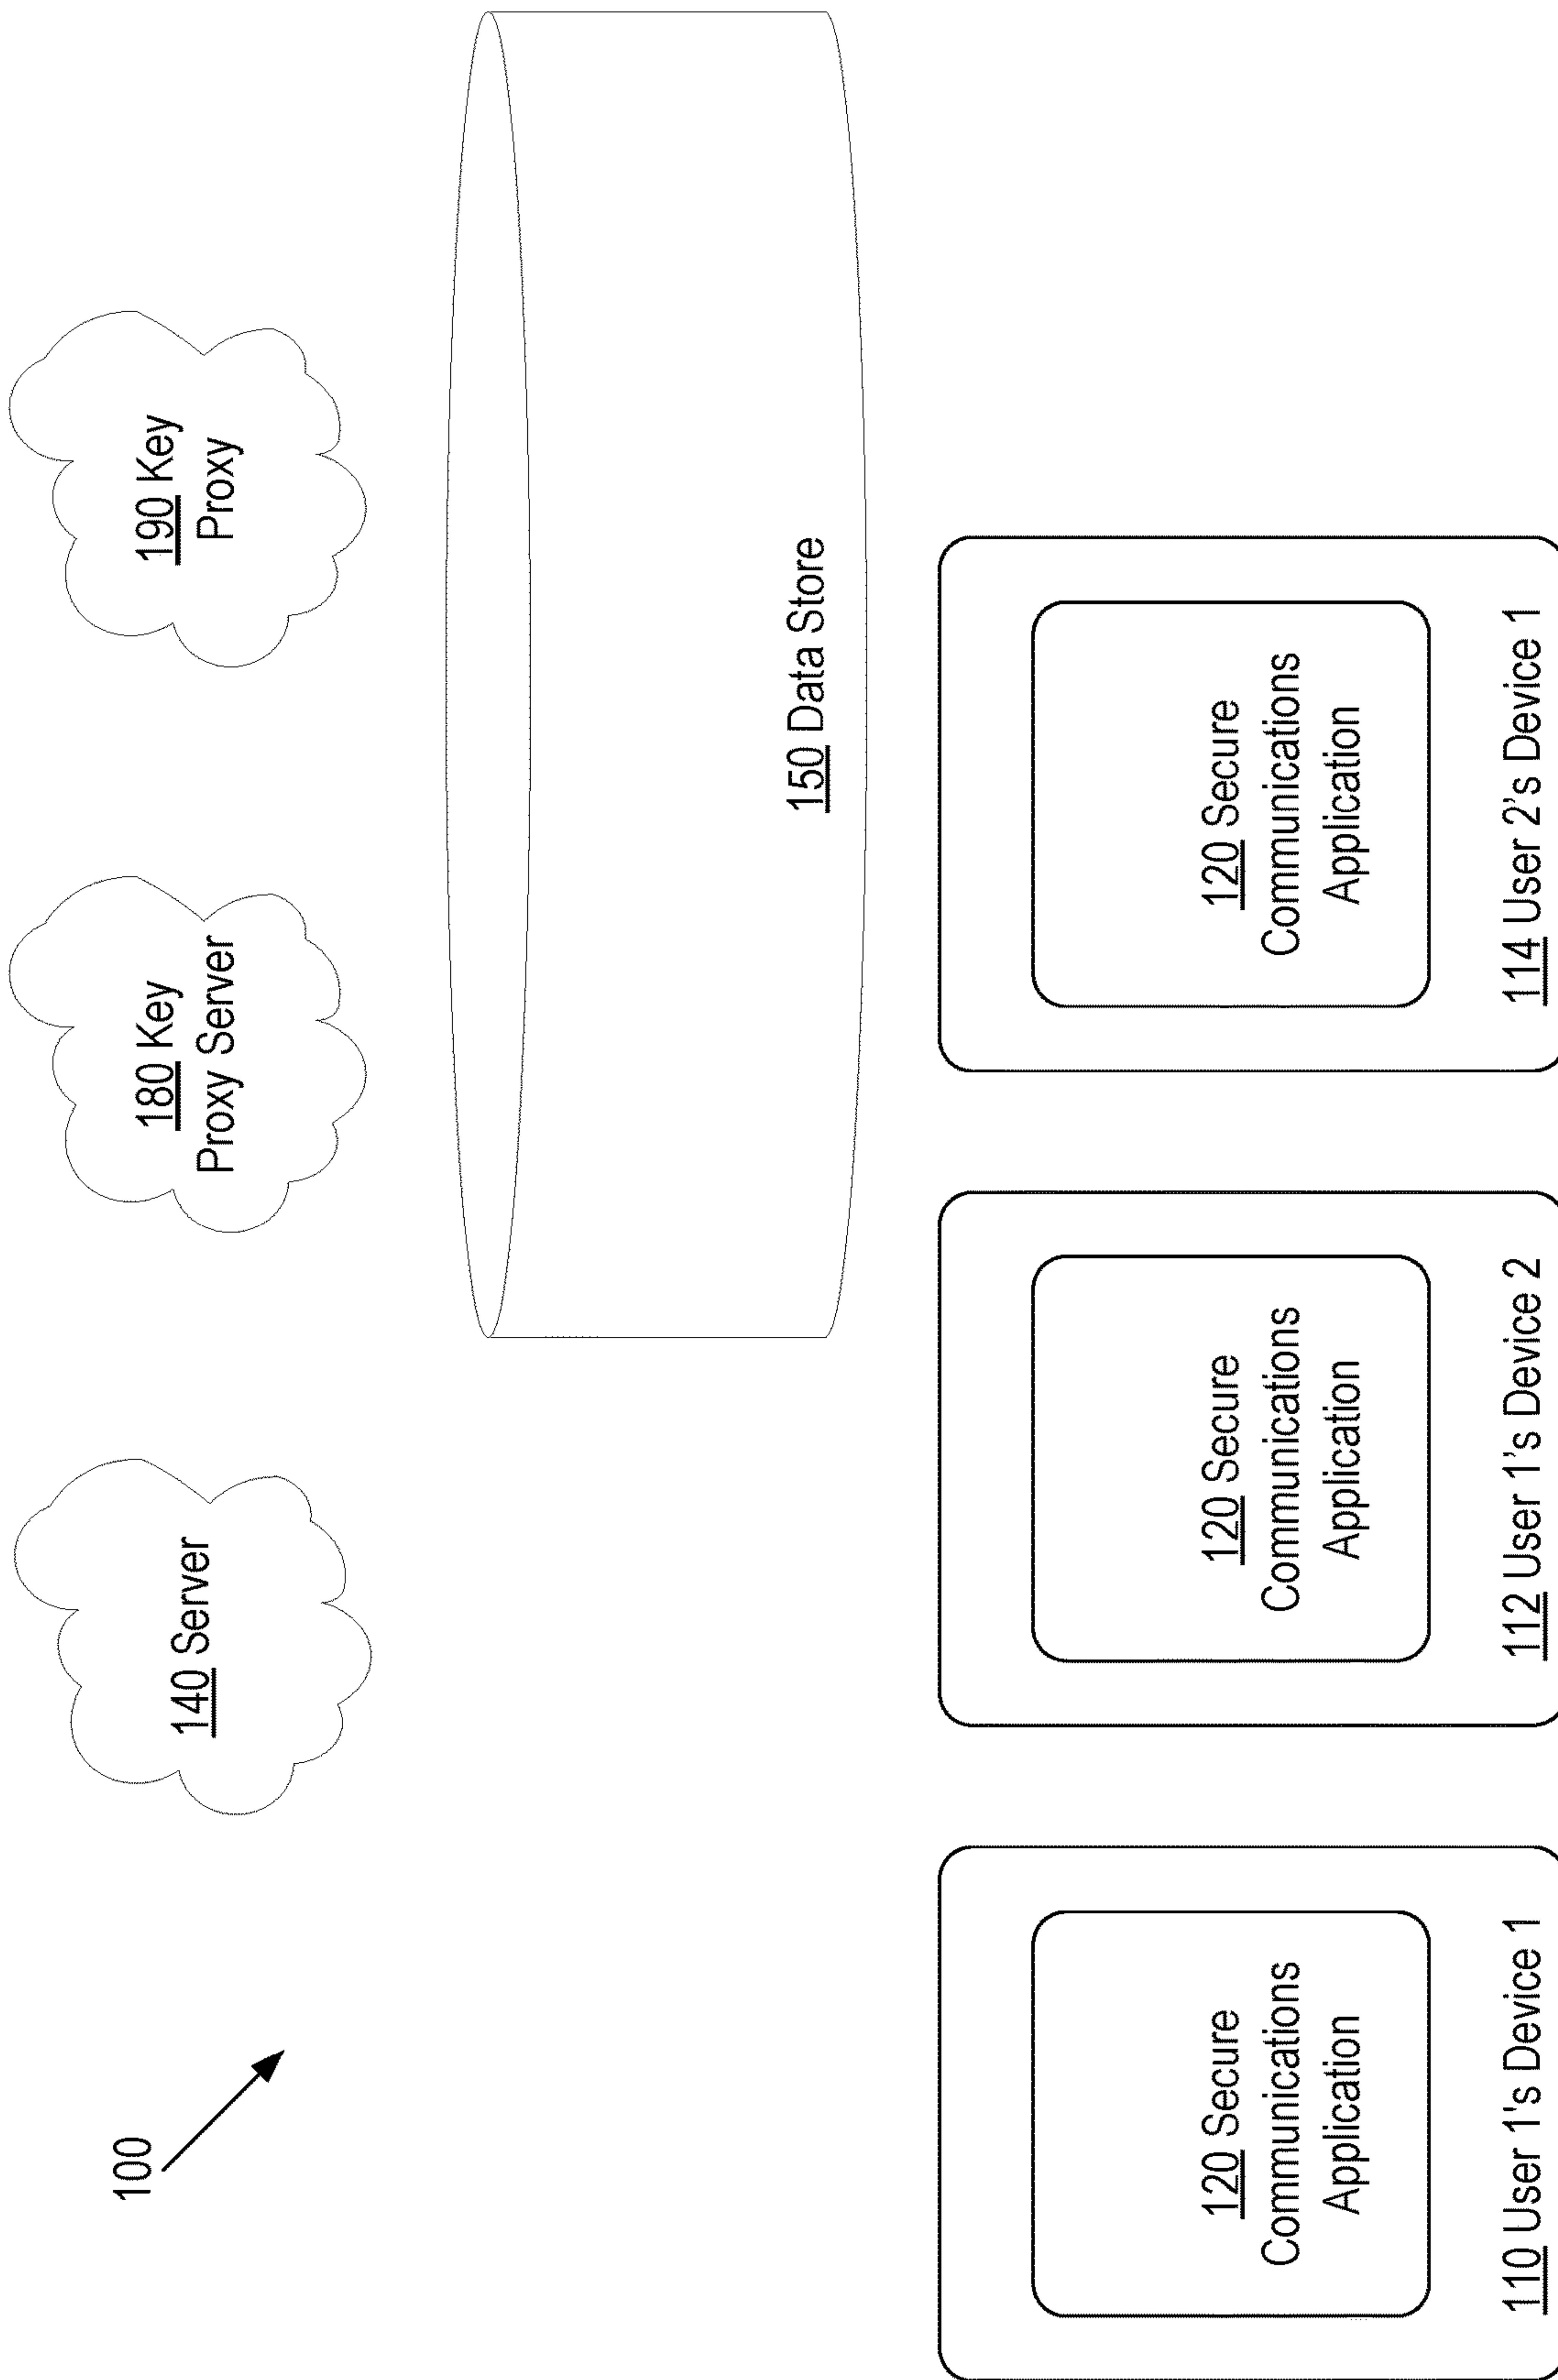 100
140 Server
180 Key
Proxy Server
190 Key
Proxy
150 Data Store
120 Secure
Communications
Application
110 User 1's Device 1
120 Secure
Communications
Application
112 User 1's Device 2
120 Secure
Communications
Application
114 User 2's Device 1